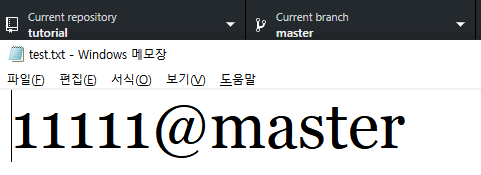 Current repository
tutorial
Current branch
master
test.txt - Windows 메모장
파일(F) 편집(E) 서식(O) 보기(V) 도움말
11111@master